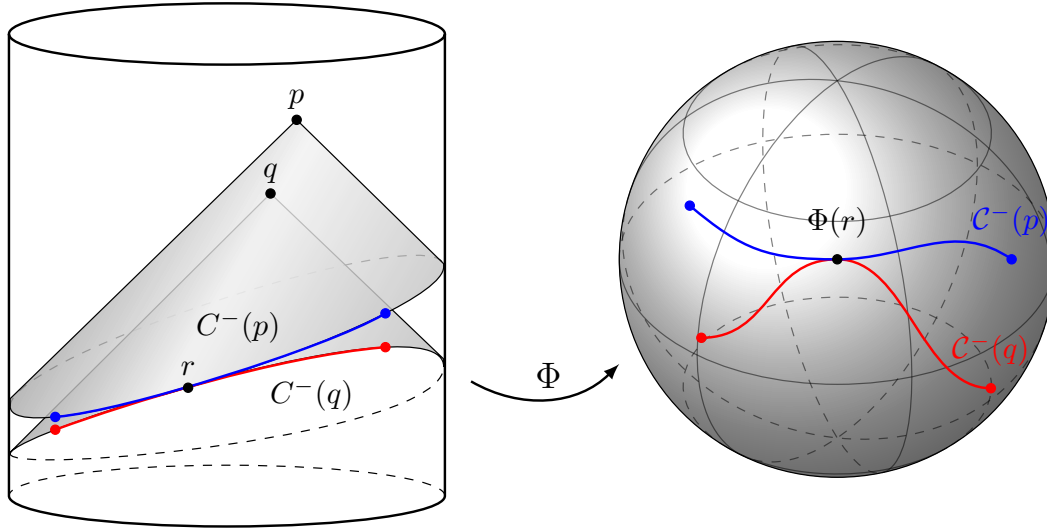 p
q
C⁻(p)
r
C⁻(q)
Φ
Φ(r)
𝒞⁻(p)
𝒞⁻(q)